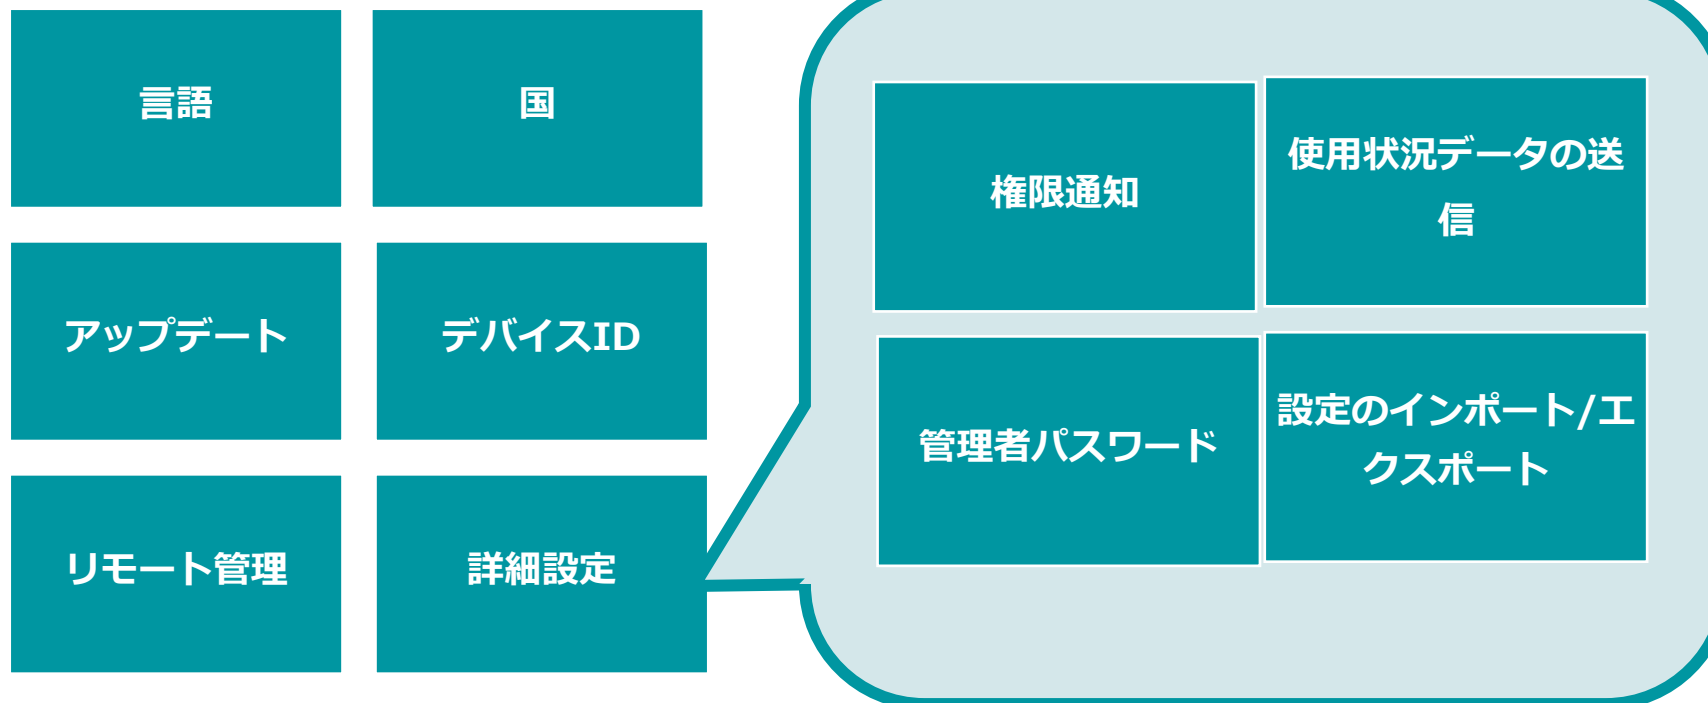 言語
国
アップデート
デバイスID
リモート管理
詳細設定
権限通知
使用状況データの送
信
管理者パスワード
設定のインポート/エ
クスポート